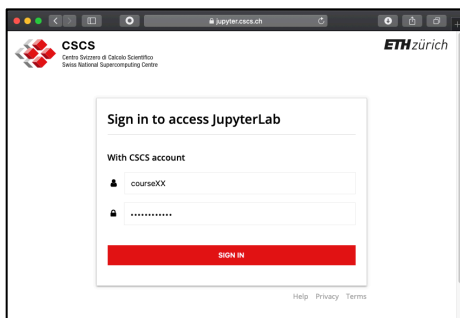 jupyter.cscs.ch
CSCS
Centro Svizzero di Calcolo Scientifico
Swiss National Supercomputing Centre
ETH zürich
Sign in to access JupyterLab
With CSCS account
courseXX
••••••••••••
SIGN IN
Help Privacy Terms